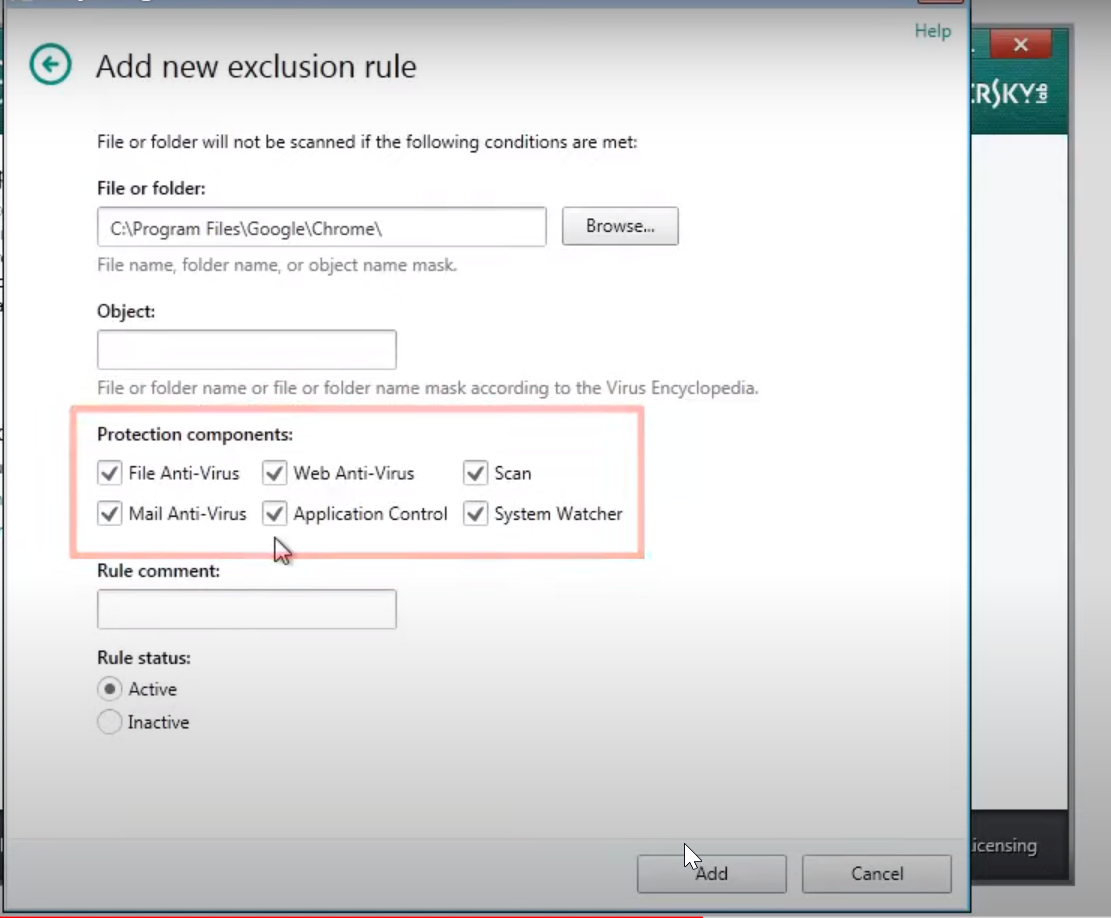 Help
Add new exclusion rule
File or folder will not be scanned if the following conditions are met:
File or folder:
C:\Program Files\Google\Chrome\
Browse...
File name, folder name, or object name mask.
Object:
File or folder name or file or folder name mask according to the Virus Encyclopedia.
Protection components:
File Anti-Virus Web Anti-Virus Scan
Mail Anti-Virus Application Control System Watcher
Rule comment:
Rule status:
Active
Inactive
Add Cancel